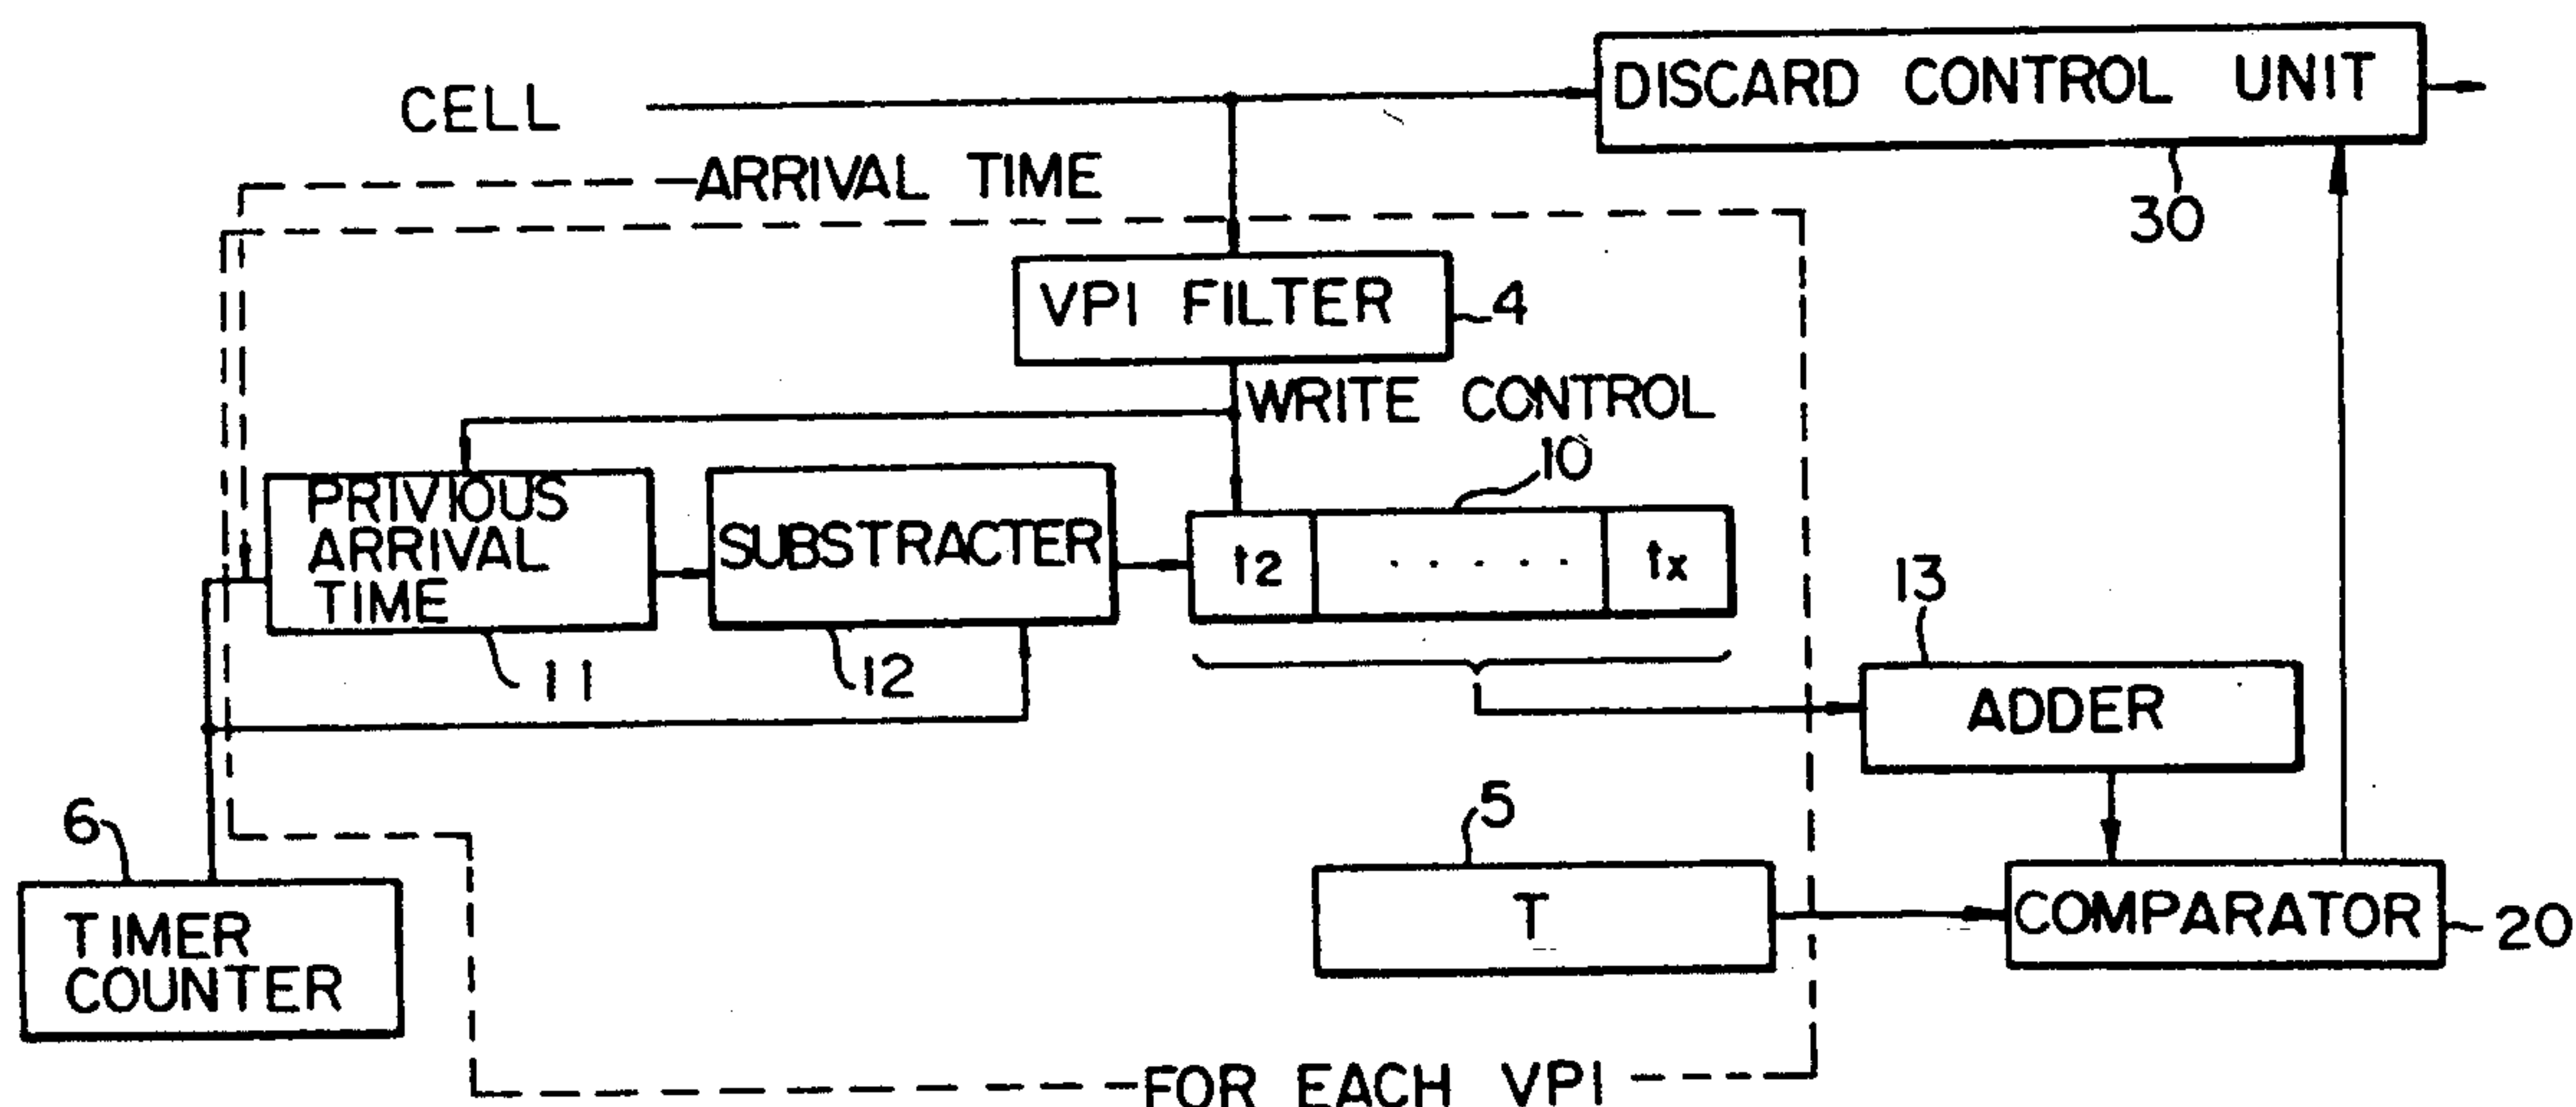 CELL
DISCARD CONTROL UNIT
ARRIVAL TIME
30
VPI FILTER
4
WRITE CONTROL
10
PRIVIOUS
ARRIVAL
TIME
SUBSTRACTER
t2 ...... tx
11
12
13
ADDER
6
5
TIMER
COUNTER
T
COMPARATOR
20
FOR EACH VPI